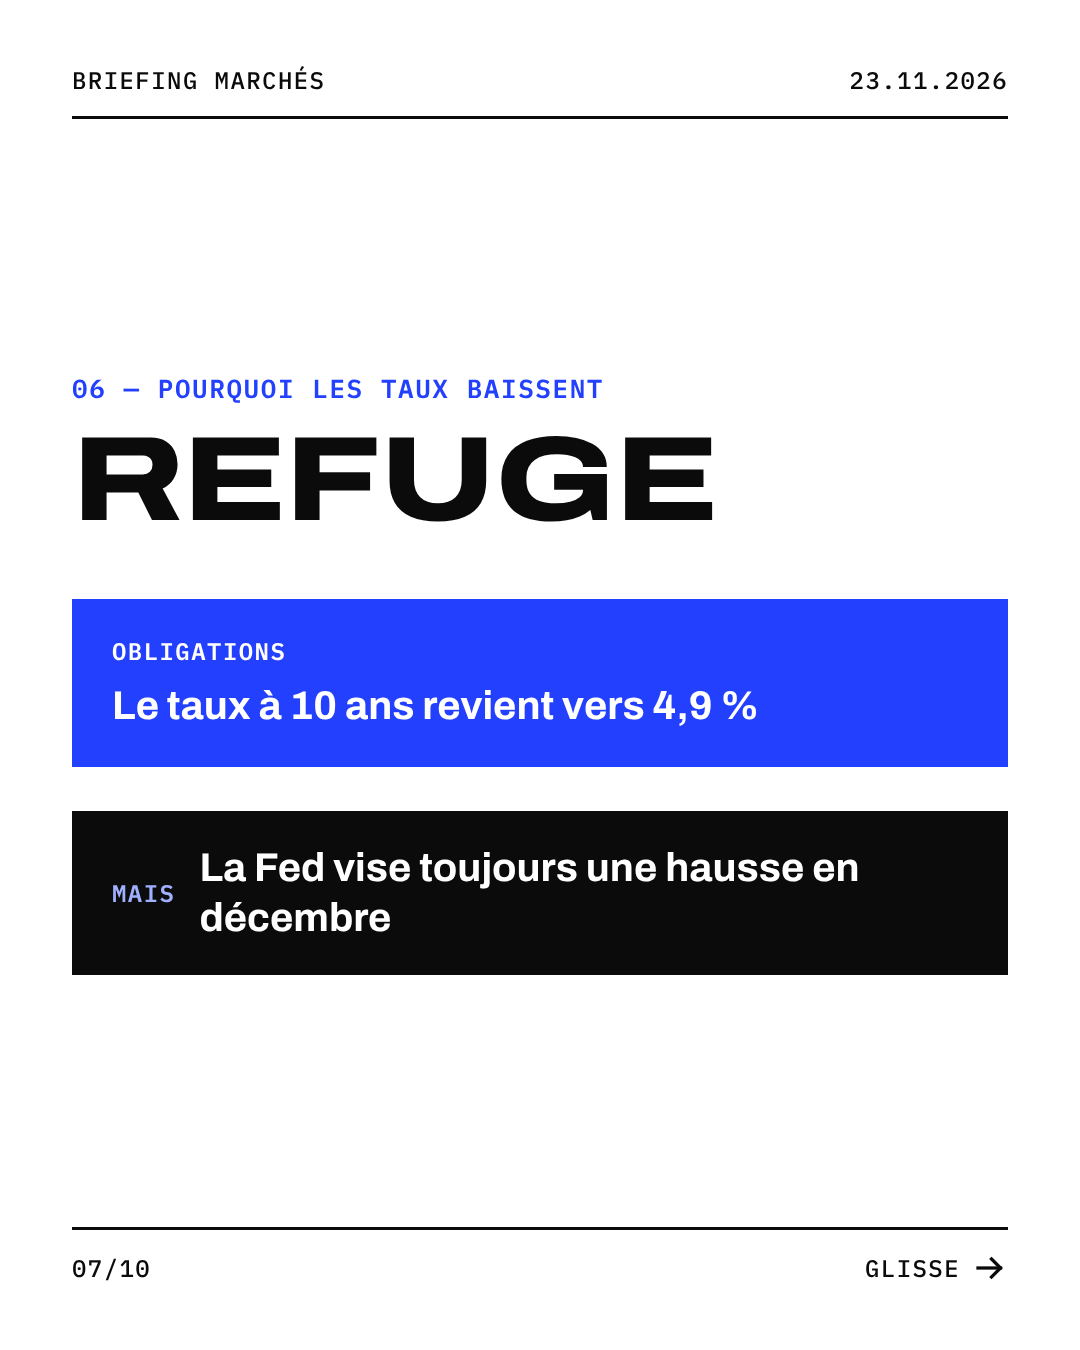 BRIEFING MARCHÉS
23.11.2026
06 — POURQUOI LES TAUX BAISSENT
REFUGE
OBLIGATIONS
Le taux à 10 ans revient vers 4,9 %
MAIS
La Fed vise toujours une hausse en
décembre
07/10
GLISSE →